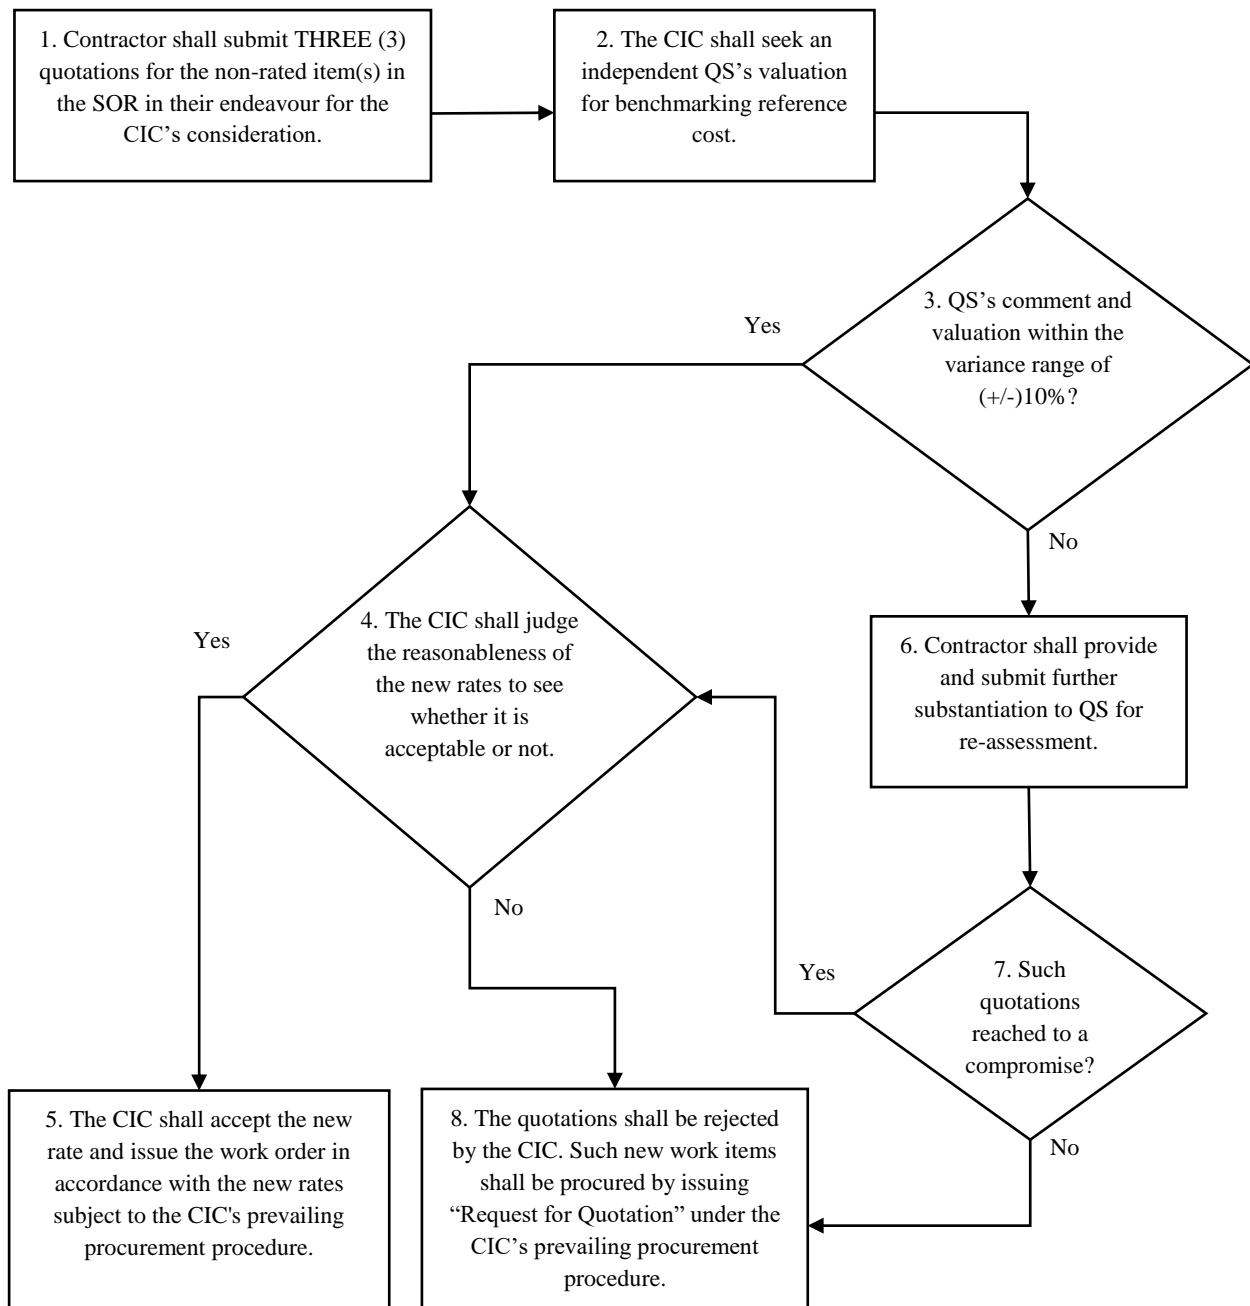 1. Contractor shall submit THREE (3)
quotations for the non-rated item(s) in
the SOR in their endeavour for the
CIC’s consideration.
2. The CIC shall seek an
independent QS’s valuation
for benchmarking reference
cost.
3. QS’s comment and
valuation within the
variance range of
(+/-)10%?
Yes
No
4. The CIC shall judge
the reasonableness of
the new rates to see
whether it is
acceptable or not.
Yes
No
6. Contractor shall provide
and submit further
substantiation to QS for
re-assessment.
7. Such
quotations
reached to a
compromise?
Yes
No
5. The CIC shall accept the new
rate and issue the work order in
accordance with the new rates
subject to the CIC's prevailing
procurement procedure.
8. The quotations shall be rejected
by the CIC. Such new work items
shall be procured by issuing
“Request for Quotation” under the
CIC’s prevailing procurement
procedure.